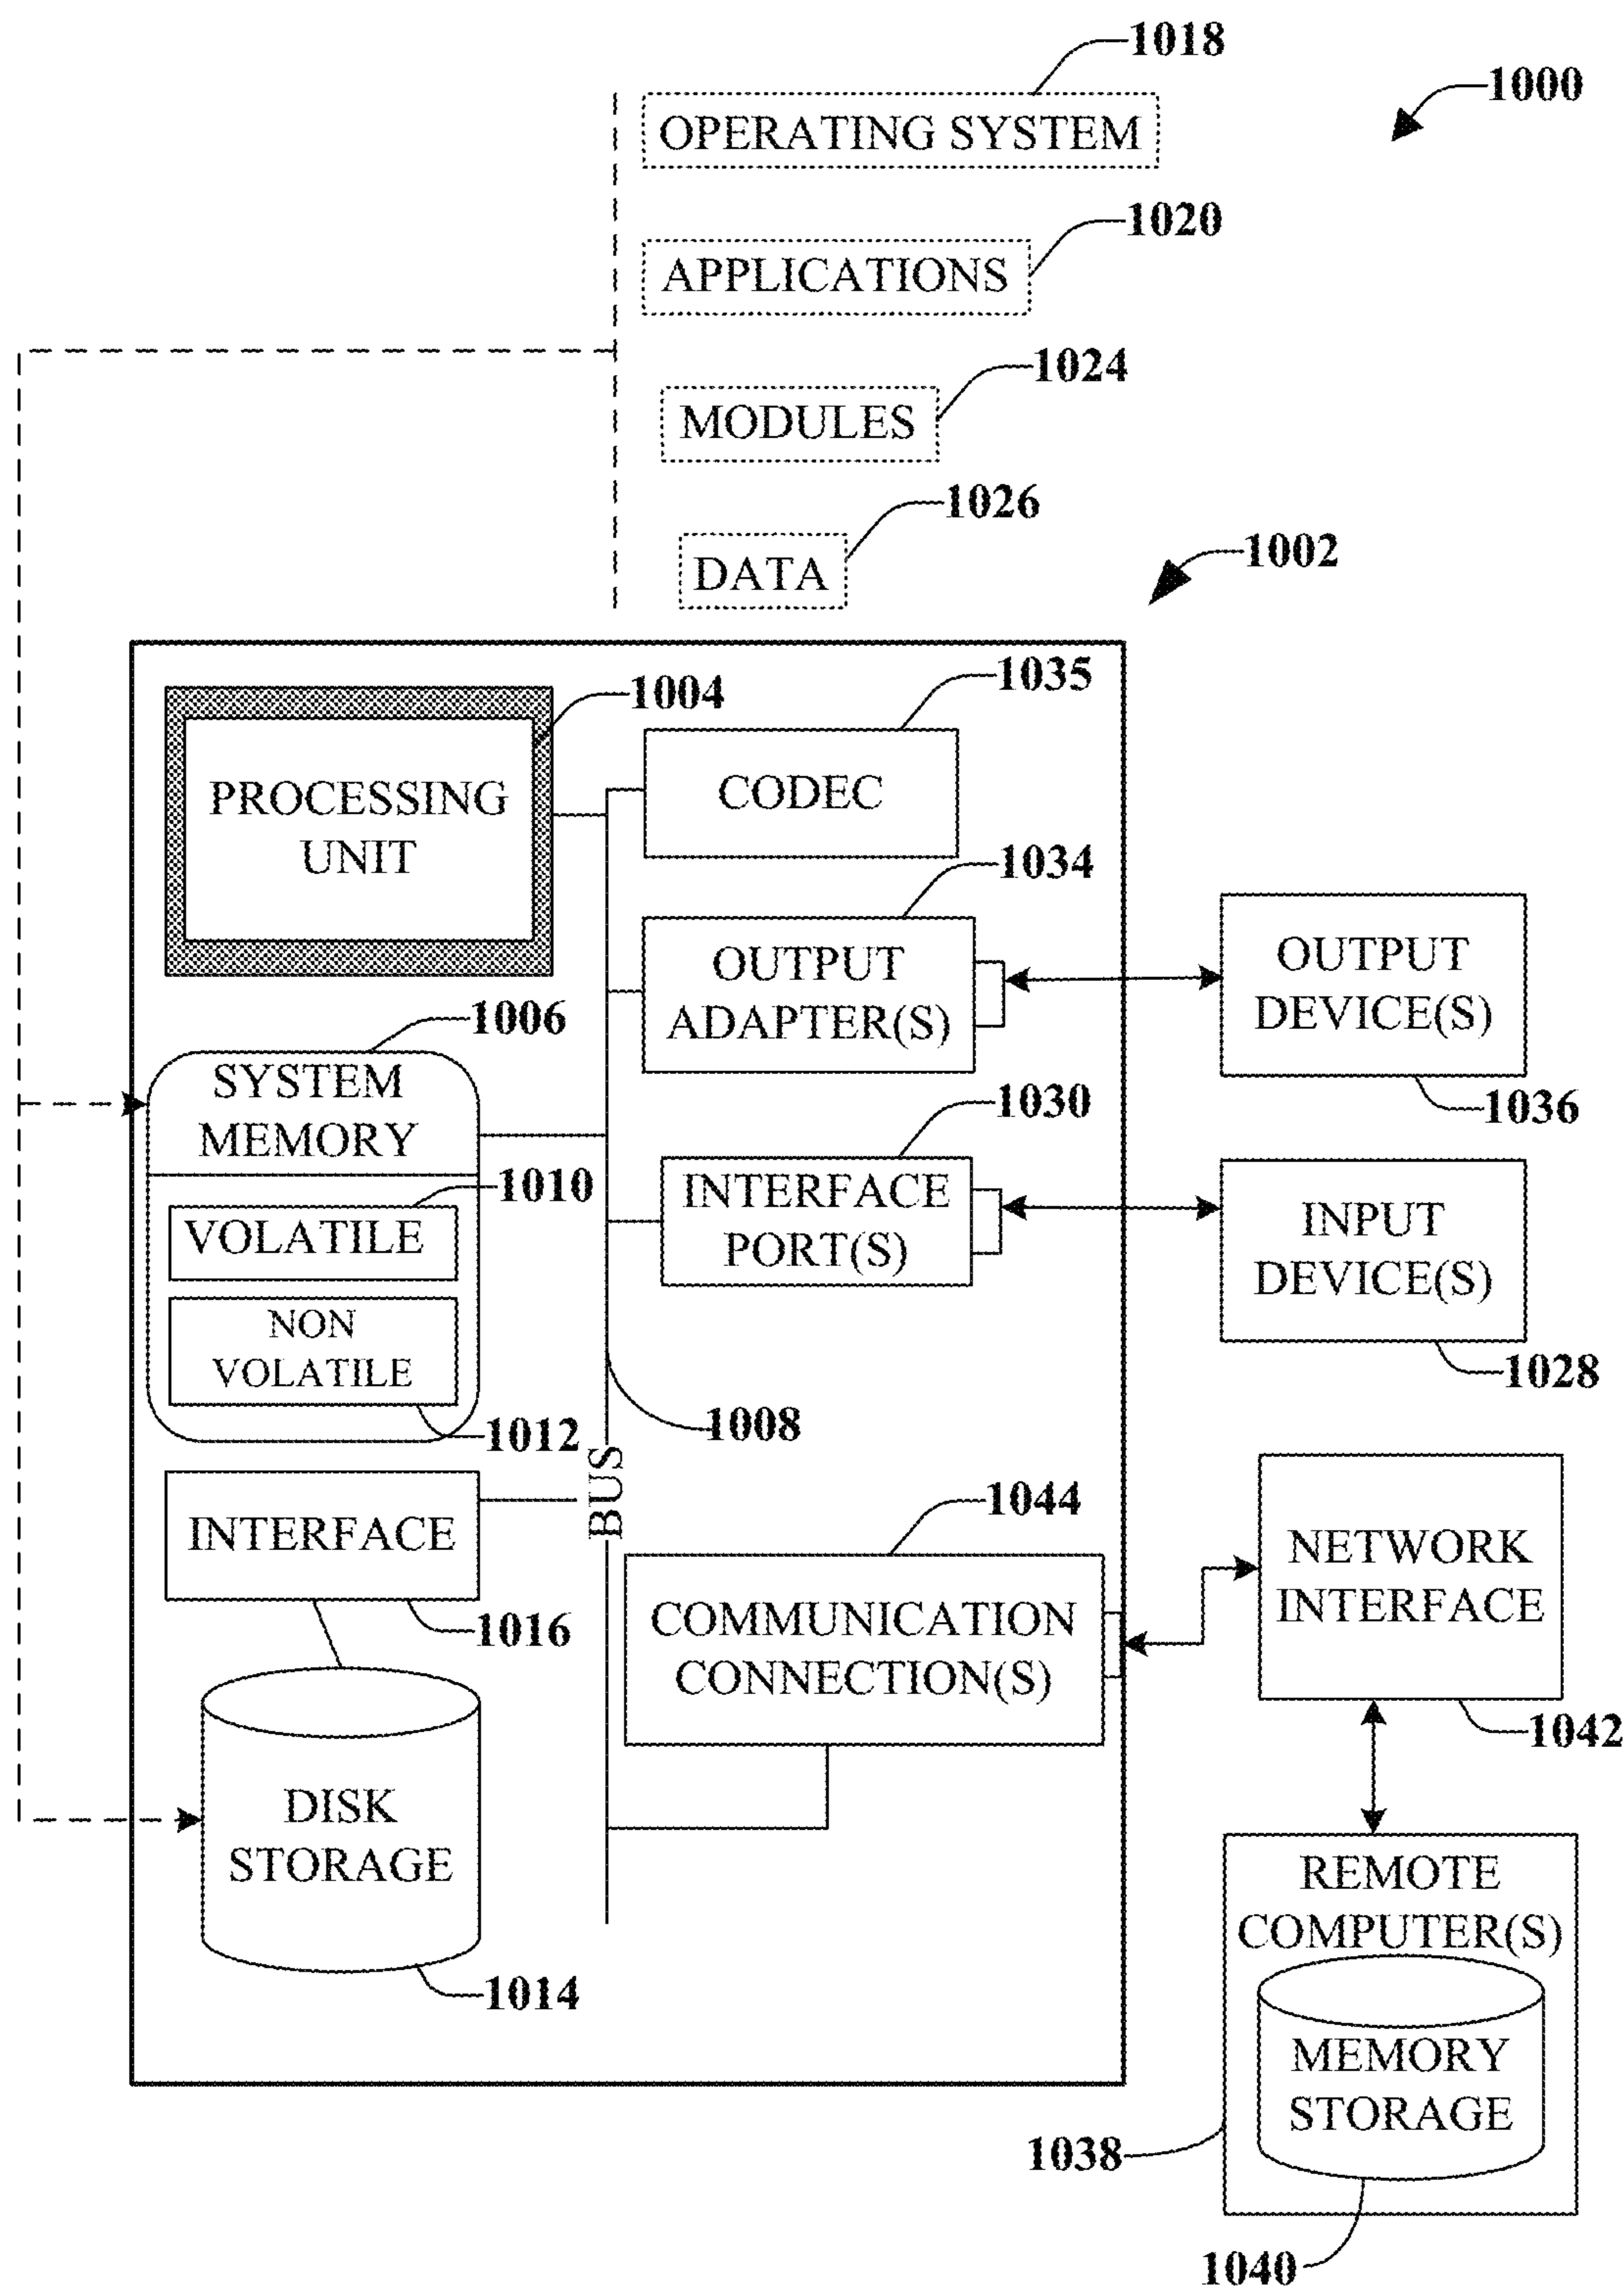 1018
1000
OPERATING SYSTEM
1020
APPLICATIONS
1024
MODULES
1026
DATA
1002
1035
1004
PROCESSING
UNIT
CODEC
1034
OUTPUT
ADAPTER(S)
OUTPUT
DEVICE(S)
1036
1006
SYSTEM
MEMORY
1010
VOLATILE
NON
VOLATILE
1012
1030
INTERFACE
PORT(S)
INPUT
DEVICE(S)
1028
1008
BUS
INTERFACE
1016
1044
COMMUNICATION
CONNECTION(S)
NETWORK
INTERFACE
1042
DISK
STORAGE
1014
REMOTE
COMPUTER(S)
MEMORY
STORAGE
1038
1040